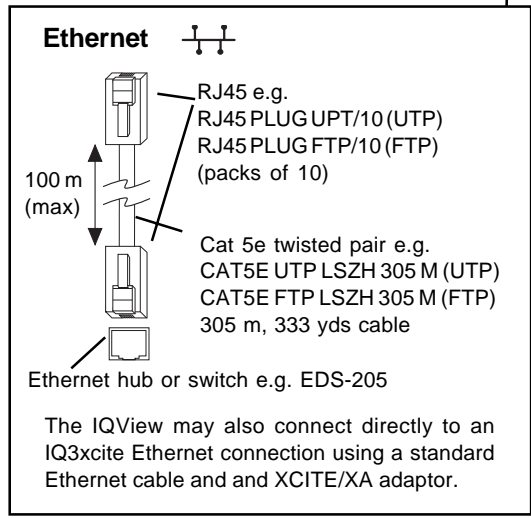 Ethernet
RJ45 e.g.
RJ45 PLUG UPT/10 (UTP)
RJ45 PLUG FTP/10 (FTP)
(packs of 10)
100 m
(max)
Cat 5e twisted pair e.g.
CAT5E UTP LSZH 305 M (UTP)
CAT5E FTP LSZH 305 M (FTP)
305 m, 333 yds cable
Ethernet hub or switch e.g. EDS-205
The IQView may also connect directly to an
IQ3xcite Ethernet connection using a standard
Ethernet cable and and XCITE/XA adaptor.